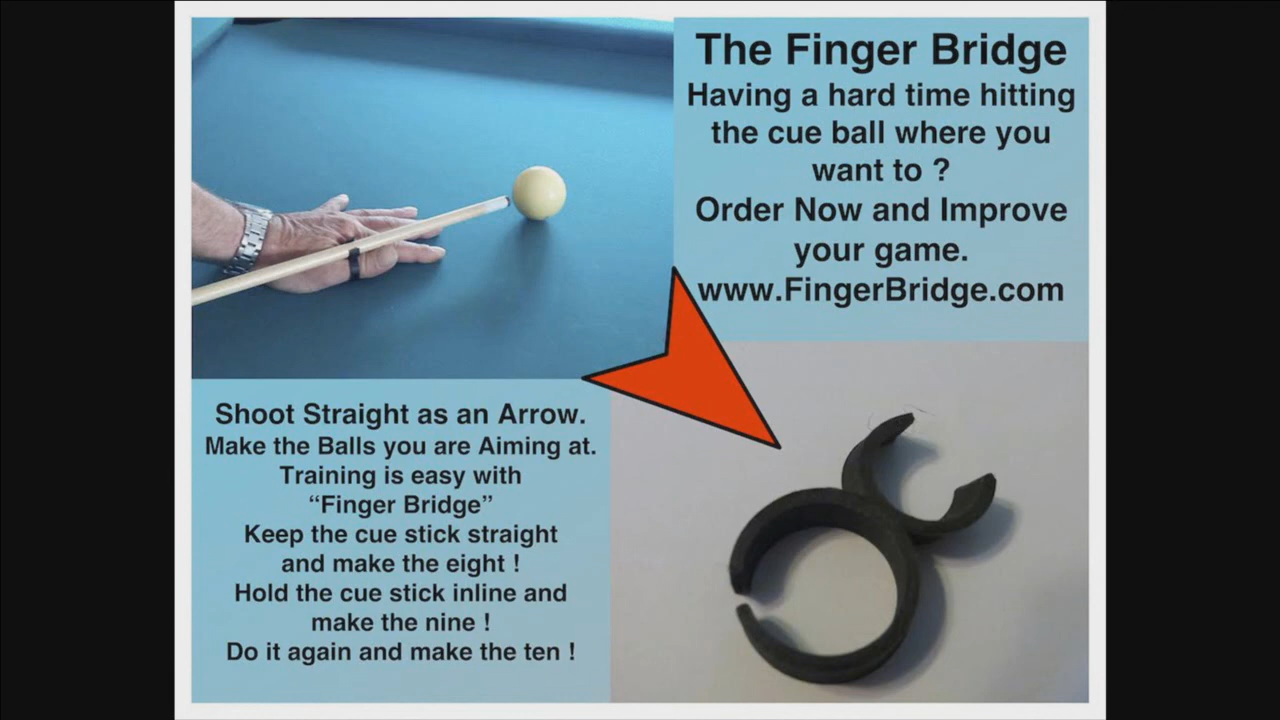 The Finger Bridge
Having a hard time hitting
the cue ball where you
want to ?
Order Now and Improve
your game.
www.FingerBridge.com
Shoot Straight as an Arrow.
Make the Balls you are Aiming at.
Training is easy with
“Finger Bridge”
Keep the cue stick straight
and make the eight !
Hold the cue stick inline and
make the nine !
Do it again and make the ten !